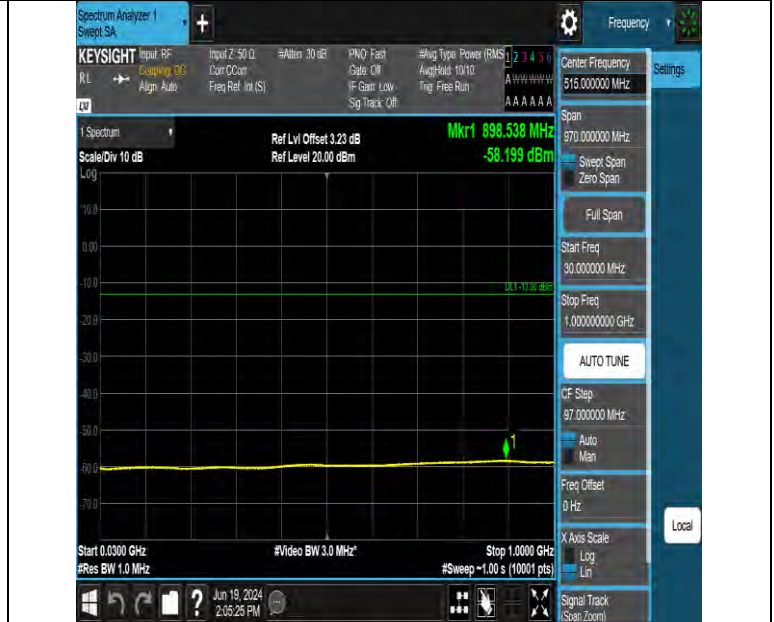 Spectrum Analyzer 1
Swept SA
+
Frequency
KEYSIGHT
Input: RF
Coupling: DC
Align: Auto
RL
Input Z: 50 Ω
Corr CCorr
Freq Ref: Int (S)
#Atten: 30 dB
PNO: Fast
Gate: Off
IF Gain: Low
Sig Track: Off
#Avg Type: Power (RMS
Avg|Hold: 10/10
Trig: Free Run
1 2 3 4 5 6
A W W W W W
A A A A A A
Settings
1 Spectrum
Scale/Div 10 dB
Log
Ref Lvl Offset 3.23 dB
Ref Level 20.00 dBm
Mkr1 898.538 MHz
-58.199 dBm
10.0
0.00
-10.0
-20.0
-30.0
-40.0
-50.0
-60.0
-70.0
DL1 -13.00 dBm
1
Start 0.0300 GHz
#Res BW 1.0 MHz
#Video BW 3.0 MHz*
Stop 1.0000 GHz
#Sweep ~1.00 s (10001 pts)
Center Frequency
515.000000 MHz
Span
970.000000 MHz
Swept Span
Zero Span
Full Span
Start Freq
30.000000 MHz
Stop Freq
1.000000000 GHz
AUTO TUNE
CF Step
97.000000 MHz
Auto
Man
Freq Offset
0 Hz
X Axis Scale
Log
Lin
Signal Track
(Span Zoom)
Local
?
Jun 19, 2024
2:05:25 PM